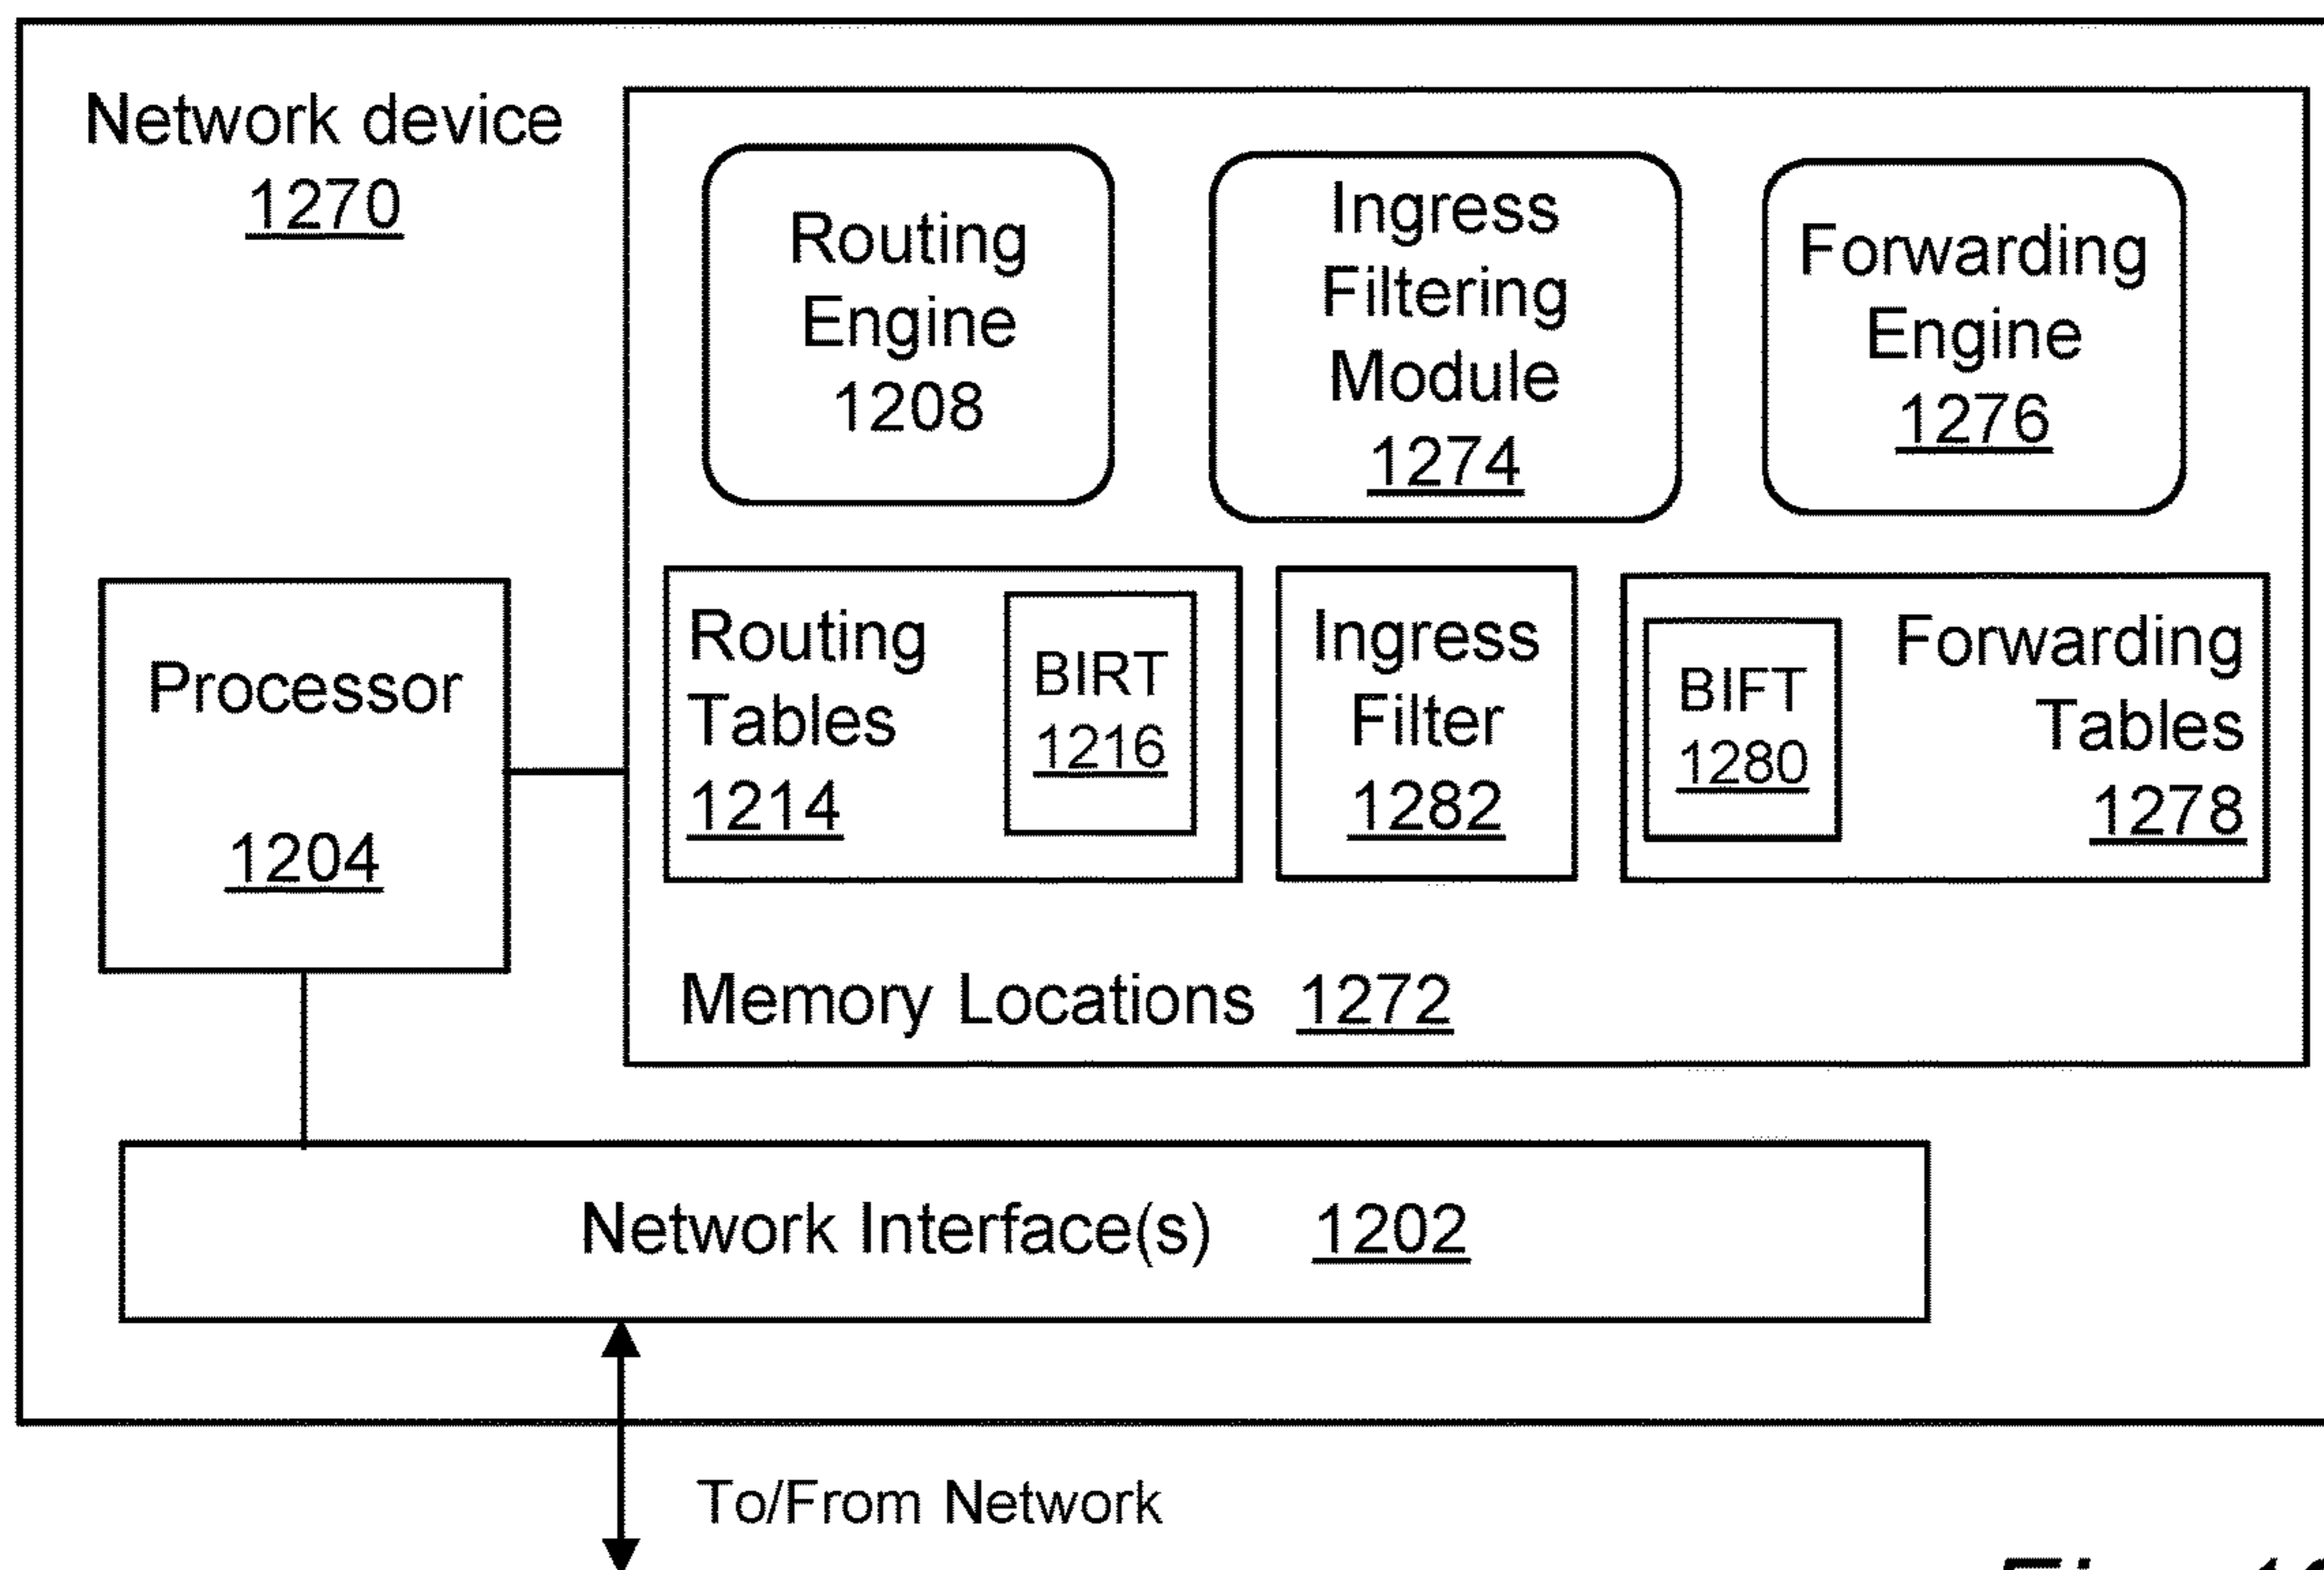 Network device
1270
Routing
Engine
1208
Ingress
Filtering
Module
1274
Forwarding
Engine
1276
Processor
1204
Routing
Tables
1214
BIRT
1216
Ingress
Filter
1282
BIFT
1280
Forwarding
Tables
1278
Memory Locations 1272
Network Interface(s) 1202
To/From Network